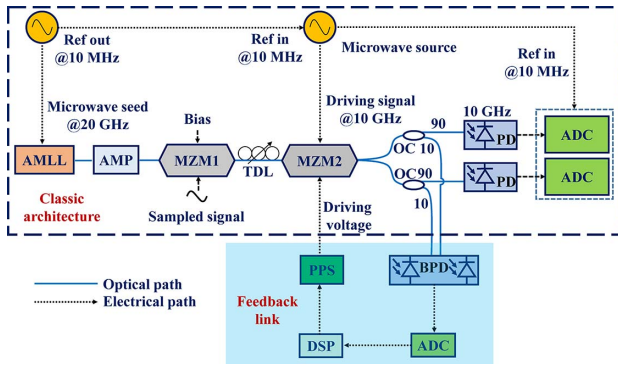 Ref out
@10 MHz
Ref in
@10 MHz
Microwave source
Ref in
@10 MHz
Microwave seed
@20 GHz
Bias
Driving signal
@10 GHz
90
10 GHz
AMLL
AMP
MZM1
TDL
MZM2
OC 10
PD
ADC
OC90
PD
ADC
Classic
architecture
Sampled signal
Driving
voltage
10
Optical path
Electrical path
PPS
BPD
Feedback
link
DSP
ADC